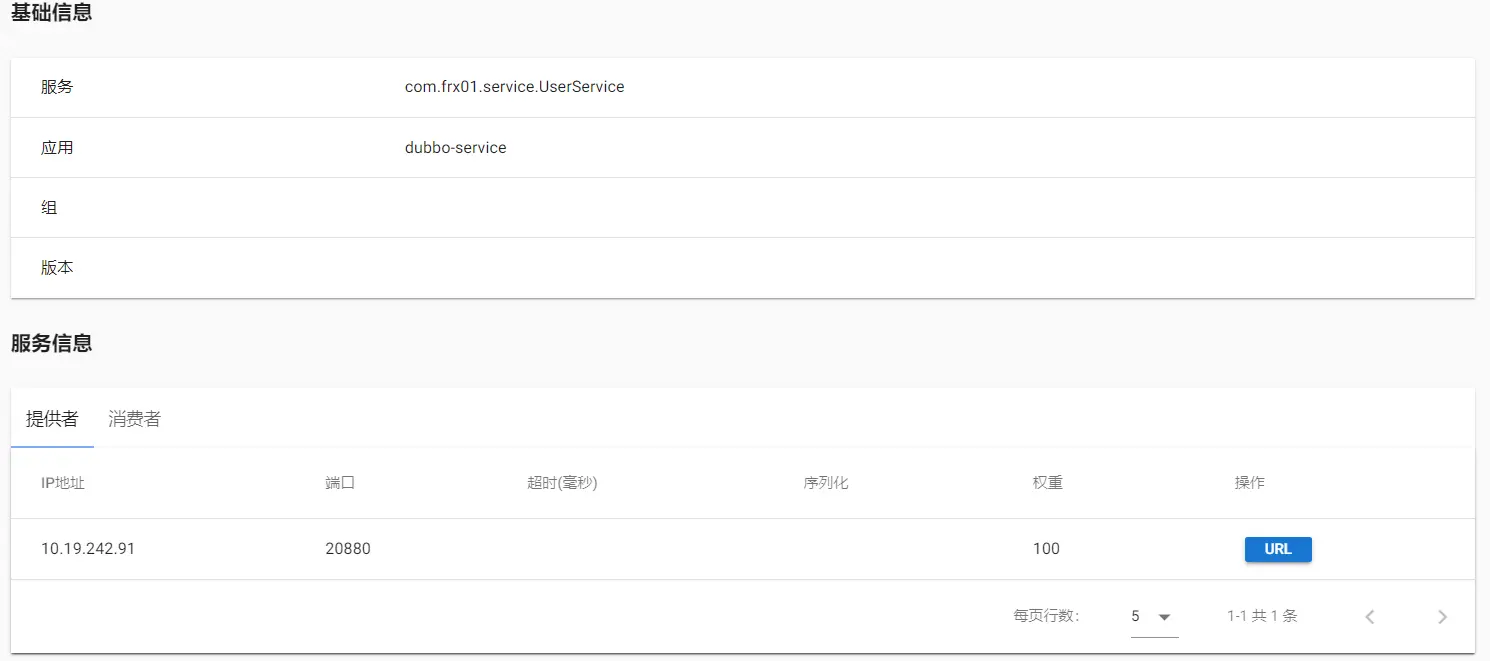 基础信息
服务 com.frx01.service.UserService
应用 dubbo-service
组
版本
服务信息
提供者 消费者
IP地址 端口 超时(毫秒) 序列化 权重 操作
10.19.242.91 20880 100 URL
每页行数: 5 1-1 共 1 条